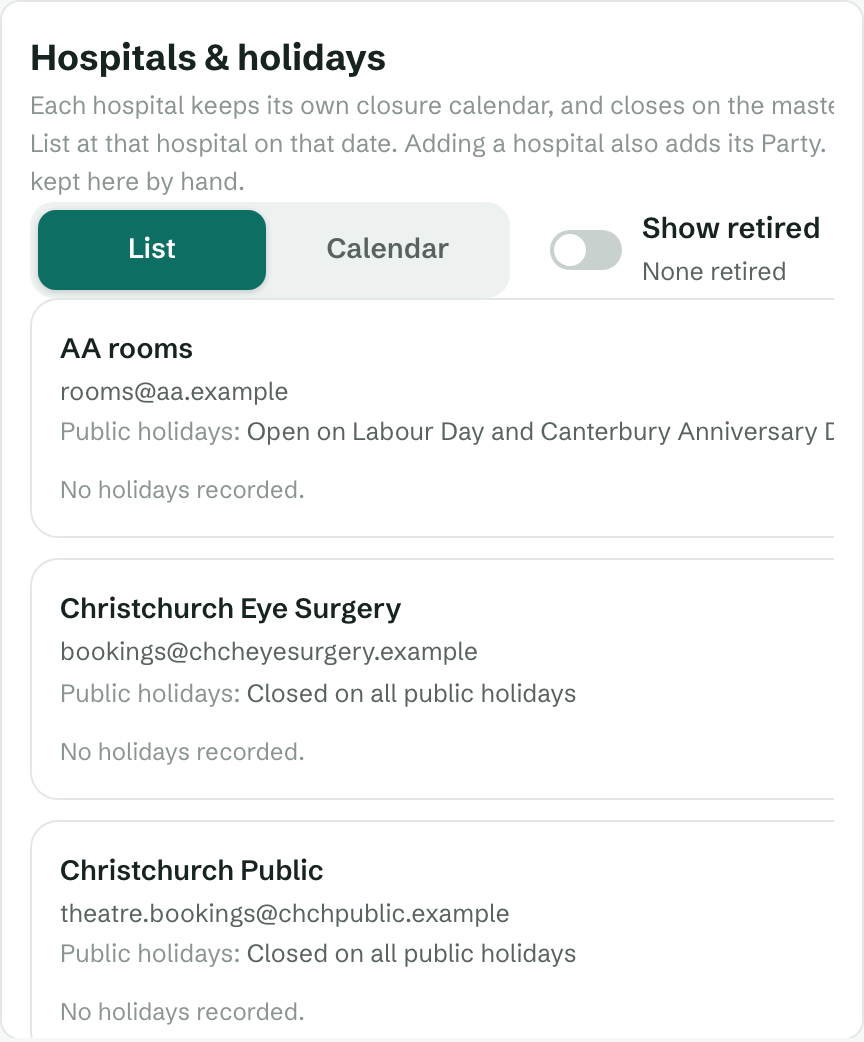 Hospitals & holidays
Each hospital keeps its own closure calendar, and closes on the
List at that hospital on that date. Adding a hospital also adds its Party.
kept here by hand.
List
Calendar
Show retired
None retired
AA rooms
rooms@aa.example
Public holidays: Open on Labour Day and Canterbury Anniversary
No holidays recorded.
Christchurch Eye Surgery
bookings@chcheyesurgery.example
Public holidays: Closed on all public holidays
No holidays recorded.
Christchurch Public
theatre.bookings@chchpublic.example
Public holidays: Closed on all public holidays
No holidays recorded.